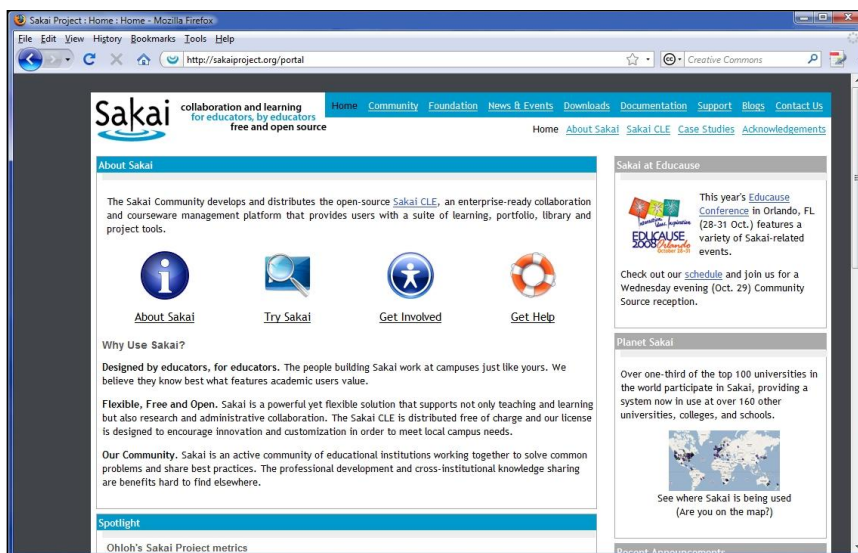 Sakai Project : Home : Home - Mozilla Firefox
File Edit View History Bookmarks Tools Help
http://sakaiproject.org/portal
Creative Commons
Sakai
collaboration and learning
for educators, by educators
free and open source
Home Community Foundation News & Events Downloads Documentation Support Blogs Contact Us
Home About Sakai Sakai CLE Case Studies Acknowledgements
About Sakai
The Sakai Community develops and distributes the open-source Sakai CLE, an enterprise-ready collaboration
and courseware management platform that provides users with a suite of learning, portfolio, library and
project tools.
About Sakai Try Sakai Get Involved Get Help
Why Use Sakai?
Designed by educators, for educators. The people building Sakai work at campuses just like yours. We
believe they know best what features academic users value.
Flexible, Free and Open. Sakai is a powerful yet flexible solution that supports not only teaching and learning
but also research and administrative collaboration. The Sakai CLE is distributed free of charge and our license
is designed to encourage innovation and customization in order to meet local campus needs.
Our Community. Sakai is an active community of educational institutions working together to solve common
problems and share best practices. The professional development and cross-institutional knowledge sharing
are benefits hard to find elsewhere.
Spotlight
Ohloh's Sakai Project metrics
Sakai at Educause
EDUCAUSE
2008 Orlando
October 28-31
This year's Educause
Conference in Orlando, FL
(28-31 Oct.) features a
variety of Sakai-related
events.
Check out our schedule and join us for a
Wednesday evening (Oct. 29) Community
Source reception.
Planet Sakai
Over one-third of the top 100 universities in
the world participate in Sakai, providing a
system now in use at over 160 other
universities, colleges, and schools.
See where Sakai is being used
(Are you on the map?)
Recent Announcements